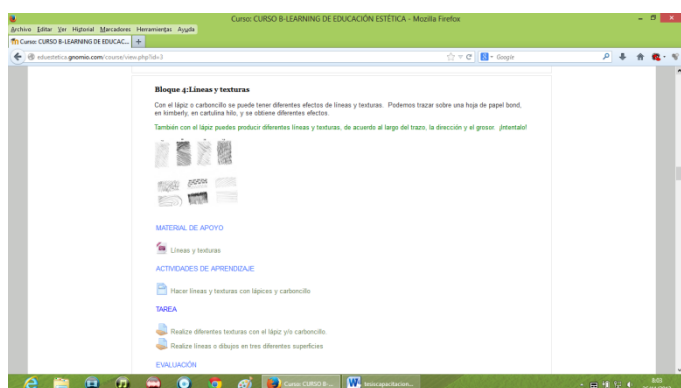 Curso: CURSO B-LEARNING DE EDUCACIÓN ESTÉTICA - Mozilla Firefox
Archivo Editar Ver Historial Marcadores Herramientas Ayuda
Curso: CURSO B-LEARNING DE EDUCAC...
eduestetica.gnomio.com/course/view.php?id=3
Google
Bloque 4:Líneas y texturas
Con el lápiz o carboncillo se puede tener diferentes efectos de líneas y texturas. Podemos trazar sobre una hoja de papel bond,
en himberly, en cartulina hilo, y se obtiene diferentes efectos.
También con el lápiz puedes producir diferentes líneas y texturas, de acuerdo al largo del trazo, la dirección y el grosor. ¡Intentalo!
MATERIAL DE APOYO
Líneas y texturas
ACTIVIDADES DE APRENDIZAJE
Hacer líneas y texturas con lápices y carboncillo
TAREA
Realize diferentes texturas con el lápiz y/o carboncillo.
Realize líneas o dibujos en tres diferentes superficies
EVALUACIÓN
Curso: CURSO B-...
tesiscapacitacion...